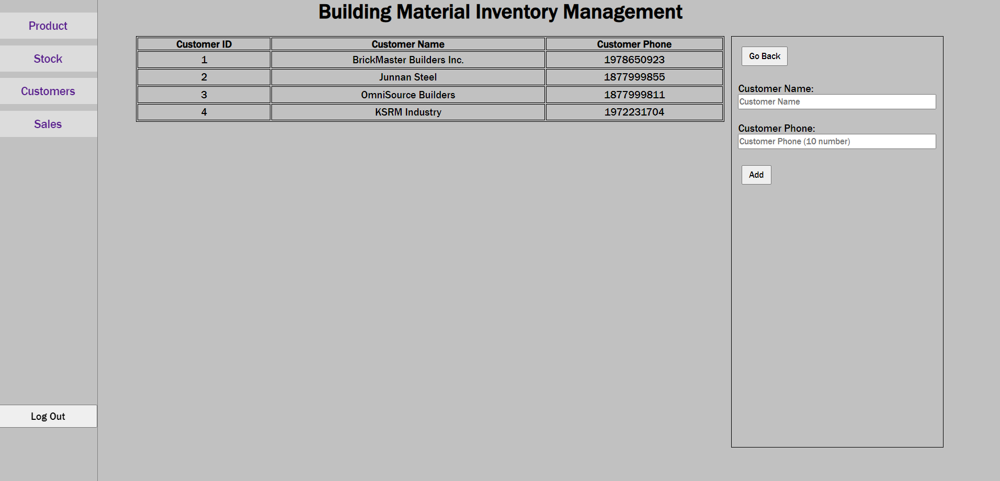 Building Material Inventory Management
Product
Stock
Customers
Sales
Log Out
Customer ID Customer Name Customer Phone
1 BrickMaster Builders Inc. 1978650923
2 Junnan Steel 1877999855
3 OmniSource Builders 1877999811
4 KSRM Industry 1972231704
Go Back
Customer Name:
Customer Name
Customer Phone:
Customer Phone (10 number)
Add